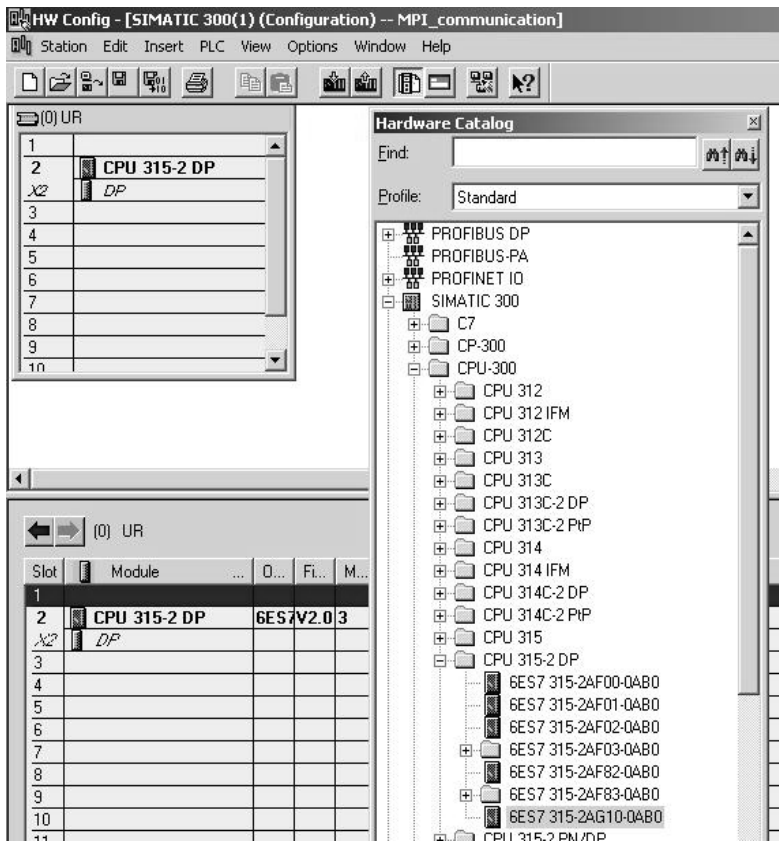 HW Config - [SIMATIC 300(1) (Configuration) -- MPI_communication]
Station Edit Insert PLC View Options Window Help
(0) UR
1
2 CPU 315-2 DP
X2 DP
3
4
5
6
7
8
9
10
Hardware Catalog
Find:
Profile: Standard
PROFIBUS DP
PROFIBUS-PA
PROFINET IO
SIMATIC 300
C7
CP-300
CPU-300
CPU 312
CPU 312 IFM
CPU 312C
CPU 313
CPU 313C
CPU 313C-2 DP
CPU 313C-2 PtP
CPU 314
CPU 314 IFM
CPU 314C-2 DP
CPU 314C-2 PtP
CPU 315
CPU 315-2 DP
6ES7 315-2AF00-0AB0
6ES7 315-2AF01-0AB0
6ES7 315-2AF02-0AB0
6ES7 315-2AF03-0AB0
6ES7 315-2AF82-0AB0
6ES7 315-2AF83-0AB0
6ES7 315-2AG10-0AB0
CPU 315-2 PN/DP
(0) UR
Slot Module ... O... Fi... M...
1
2 CPU 315-2 DP 6ES7 V2.0 3
X2 DP
3
4
5
6
7
8
9
10
11